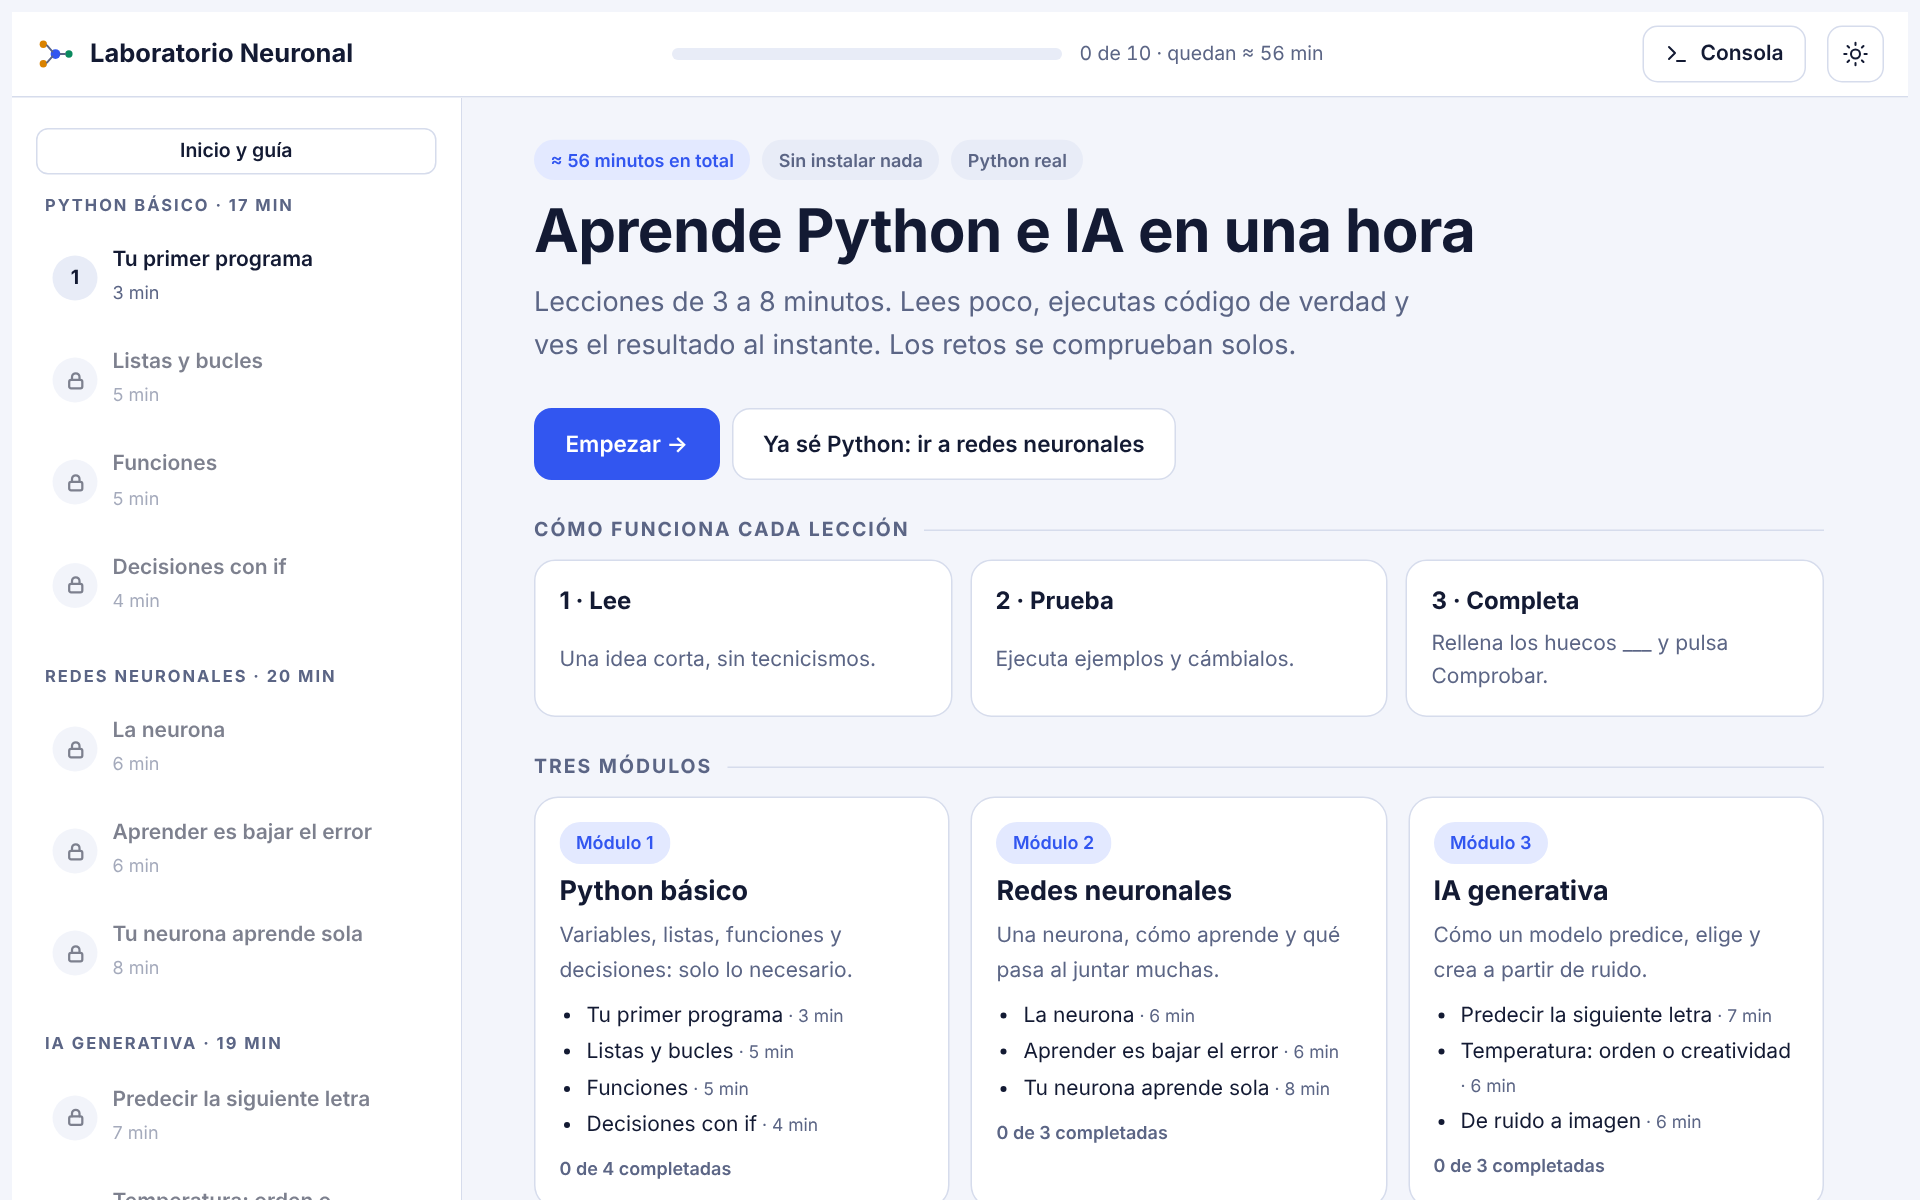 Laboratorio Neuronal
0 de 10 · quedan ≈ 56 min
Consola
Inicio y guía
PYTHON BÁSICO · 17 MIN
1
Tu primer programa
3 min
Listas y bucles
5 min
Funciones
5 min
Decisiones con if
4 min
REDES NEURONALES · 20 MIN
La neurona
6 min
Aprender es bajar el error
6 min
Tu neurona aprende sola
8 min
IA GENERATIVA · 19 MIN
Predecir la siguiente letra
7 min
Temperatura: orden o
≈ 56 minutos en total
Sin instalar nada
Python real
Aprende Python e IA en una hora
Lecciones de 3 a 8 minutos. Lees poco, ejecutas código de verdad y
ves el resultado al instante. Los retos se comprueban solos.
Empezar →
Ya sé Python: ir a redes neuronales
CÓMO FUNCIONA CADA LECCIÓN
1 · Lee
Una idea corta, sin tecnicismos.
2 · Prueba
Ejecuta ejemplos y cámbialos.
3 · Completa
Rellena los huecos ___ y pulsa
Comprobar.
TRES MÓDULOS
Módulo 1
Python básico
Variables, listas, funciones y
decisiones: solo lo necesario.
• Tu primer programa · 3 min
• Listas y bucles · 5 min
• Funciones · 5 min
• Decisiones con if · 4 min
0 de 4 completadas
Módulo 2
Redes neuronales
Una neurona, cómo aprende y qué
pasa al juntar muchas.
• La neurona · 6 min
• Aprender es bajar el error · 6 min
• Tu neurona aprende sola · 8 min
0 de 3 completadas
Módulo 3
IA generativa
Cómo un modelo predice, elige y
crea a partir de ruido.
• Predecir la siguiente letra · 7 min
• Temperatura: orden o creatividad
· 6 min
• De ruido a imagen · 6 min
0 de 3 completadas